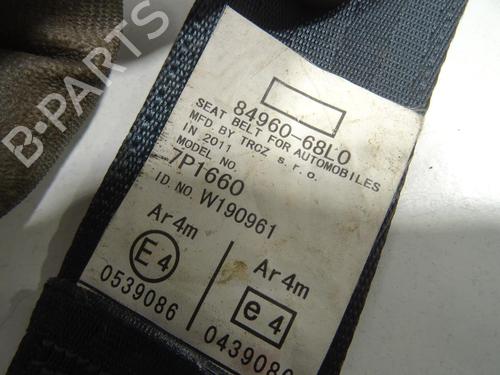 B-PARTS
84960-68L0
SEAT BELT FOR AUTOMOBILES
MFD. BY TRCZ s.r.o.
IN 2011
MODEL NO.
7P1660
ID. NO. W190961
Ar4m
E4
0539086
Ar4m
e4
0439086